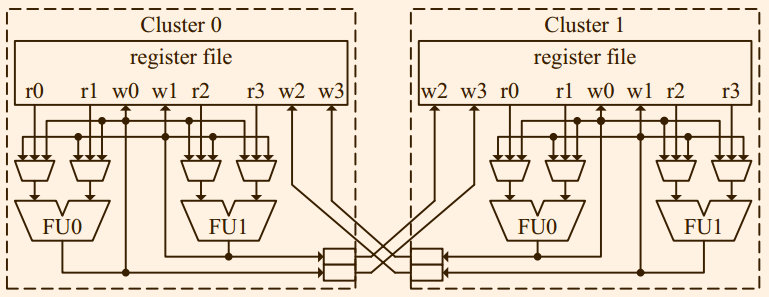 Cluster 0
register file
r0 r1 w0 w1 r2 r3 w2 w3
FU0 FU1
Cluster 1
register file
w2 w3 r0 r1 w0 w1 r2 r3
FU0 FU1